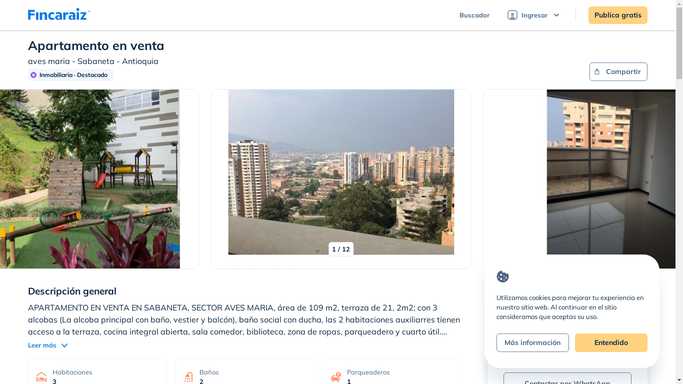 Fincaraiz
Buscador
Ingresar
Publica gratis
Apartamento en venta
aves maria - Sabaneta - Antioquia
Inmobiliaria - Destacado
Compartir
1 / 12
Descripción general
APARTAMENTO EN VENTA EN SABANETA, SECTOR AVES MARIA, área de 109 m2, terraza de 21, 2m2; con 3
alcobas (La alcoba principal con baño, vestier y balcón), baño social con ducha, las 2 habitaciones auxiliarres tienen
acceso a la terraza, cocina integral abierta, sala comedor, biblioteca, zona de ropas, parqueadero y cuarto útil....
Leer más
Habitaciones
3
Baños
2
Parqueaderos
1
Utilizamos cookies para mejorar tu experiencia en
nuestro sitio web. Al continuar en el sitio
consideramos que aceptas su uso.
Más información
Entendido
Contactar por WhatsApp